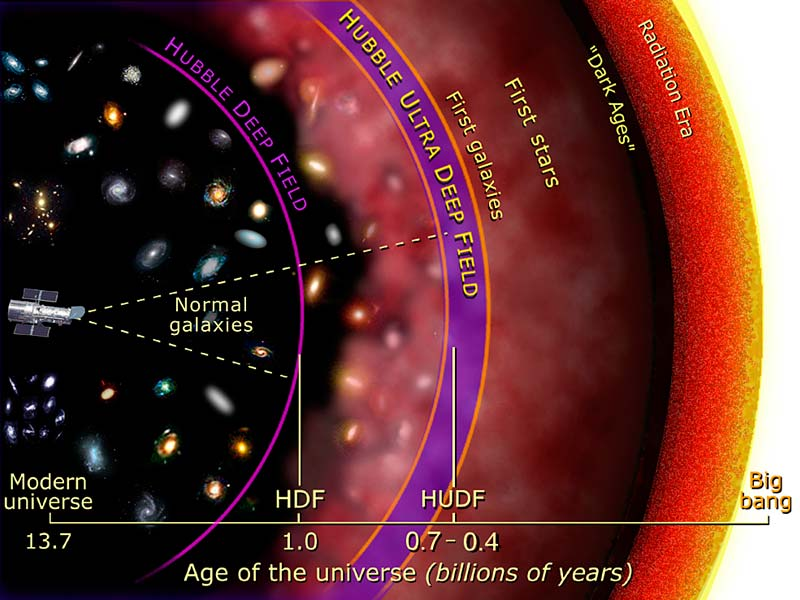 HUBBLE DEEP FIELD
HUBBLE ULTRA DEEP FIELD
First galaxies
First stars
"Dark Ages"
Radiation Era
Normal
galaxies
Modern
universe
HDF
HUDF
Big
bang
13.7
1.0
0.7 - 0.4
Age of the universe (billions of years)